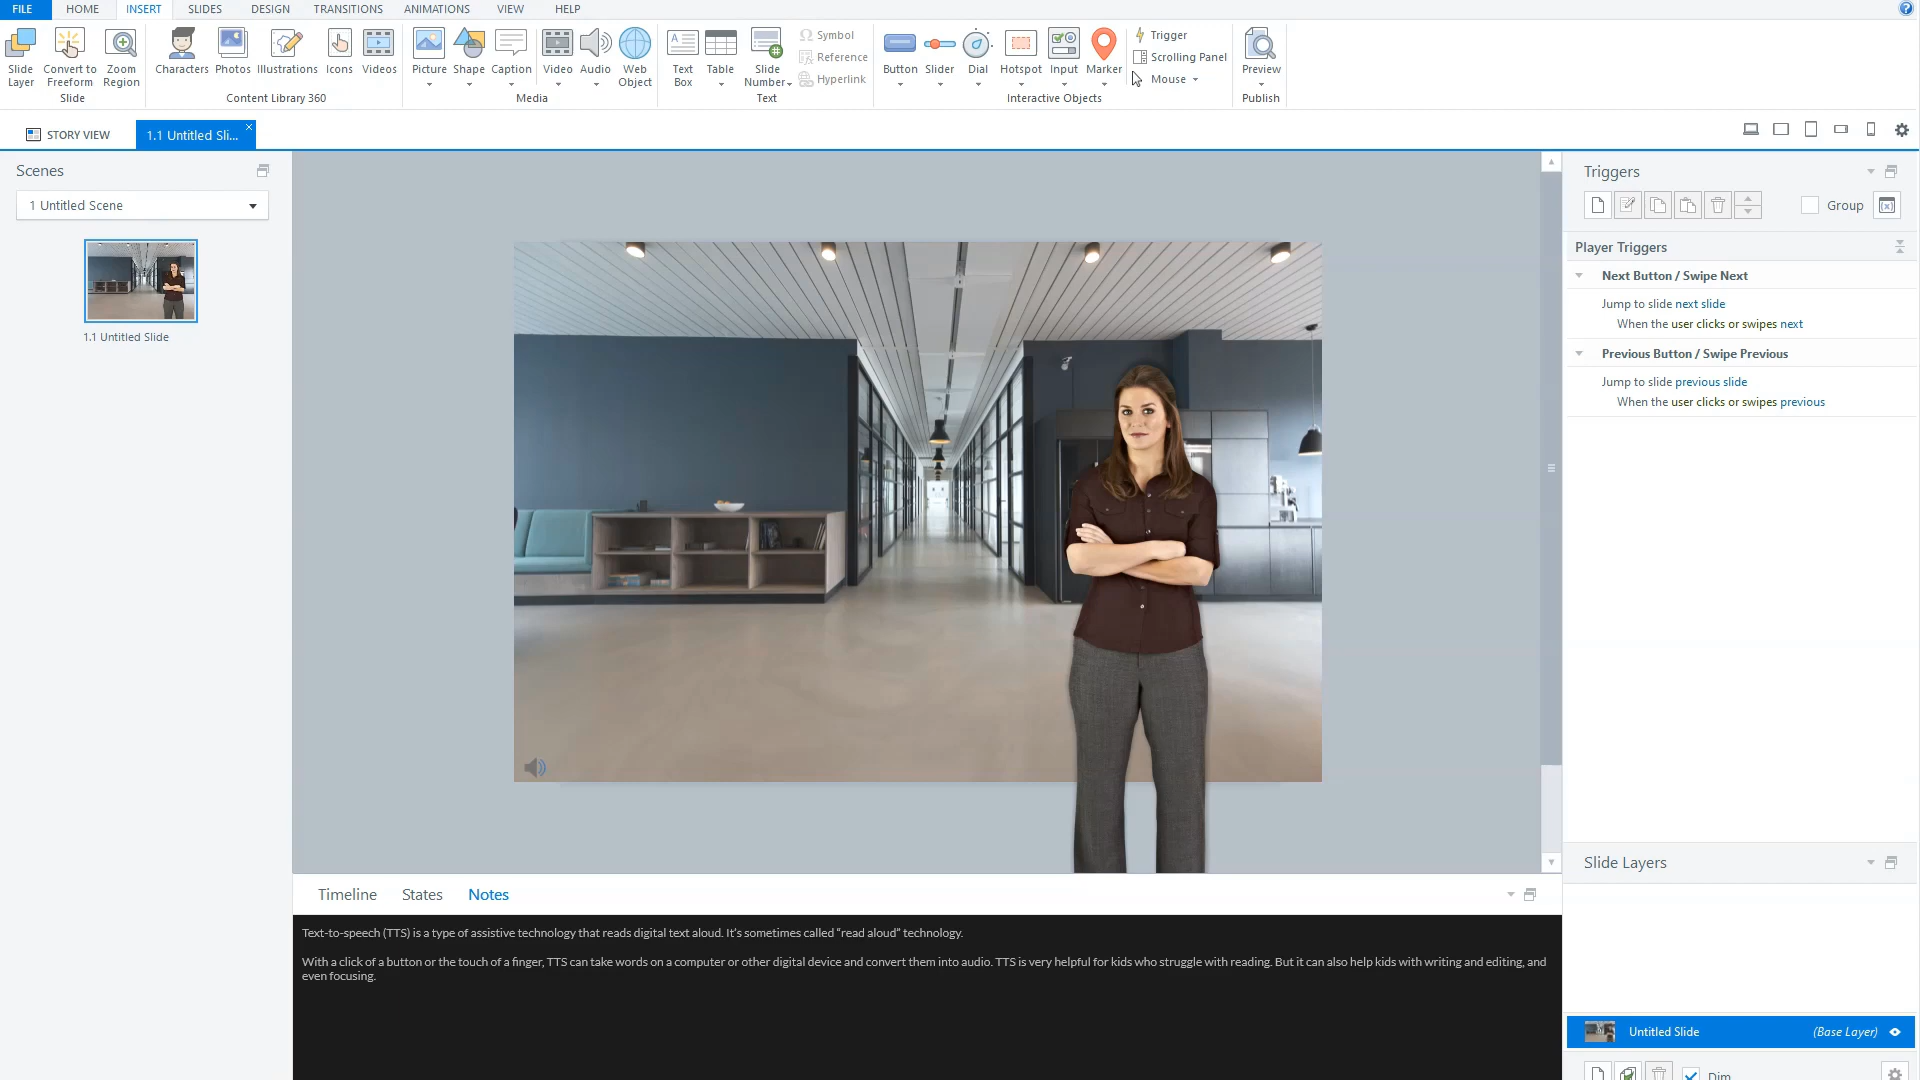 FILE HOME INSERT SLIDES DESIGN TRANSITIONS ANIMATIONS VIEW HELP
Slide Layer
Convert to Freeform
Zoom Region
Slide
Characters
Photos
Illustrations
Icons
Videos
Content Library 360
Picture
Shape
Caption
Video
Audio
Web Object
Media
Text Box
Table
Slide Number
Symbol
Reference
Hyperlink
Text
Button
Slider
Dial
Hotspot
Input
Marker
Trigger
Scrolling Panel
Mouse
Interactive Objects
Preview
Publish
STORY VIEW
1.1 Untitled Sli...
Scenes
1 Untitled Scene
1.1 Untitled Slide
Triggers
Group
Player Triggers
Next Button / Swipe Next
Jump to slide next slide
When the user clicks or swipes next
Previous Button / Swipe Previous
Jump to slide previous slide
When the user clicks or swipes previous
Slide Layers
Untitled Slide (Base Layer)
Dim
Timeline States Notes
Text-to-speech (TTS) is a type of assistive technology that reads digital text aloud. It's sometimes called “read aloud” technology.
With a click of a button or the touch of a finger, TTS can take words on a computer or other digital device and convert them into audio. TTS is very helpful for kids who struggle with reading. But it can also help kids with writing and editing, and
even focusing.